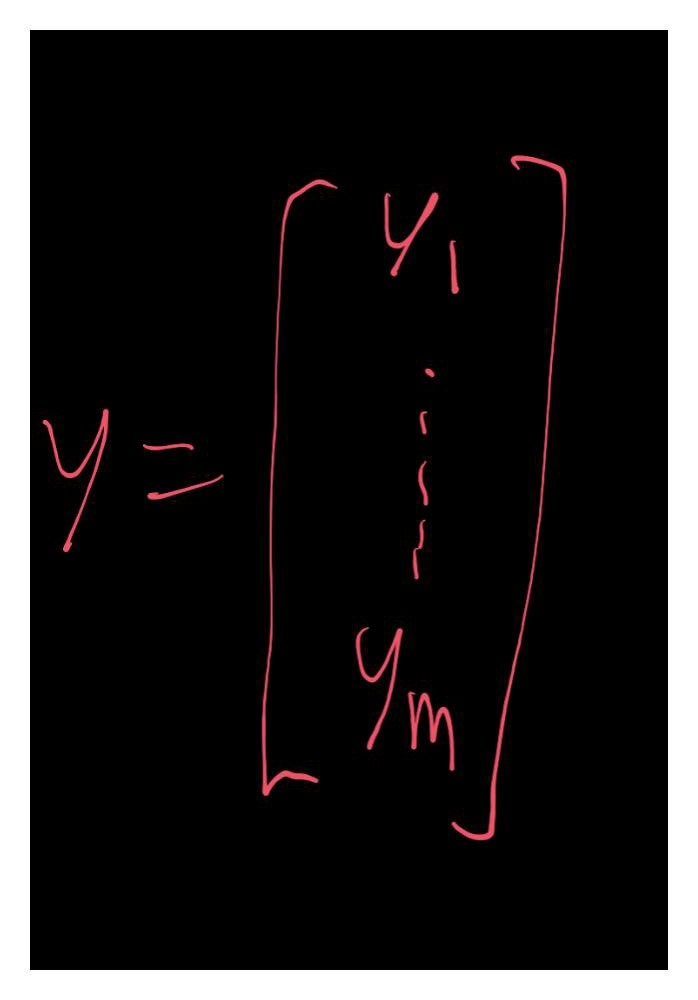 y₁
⋮
y = [ ]
yₘ